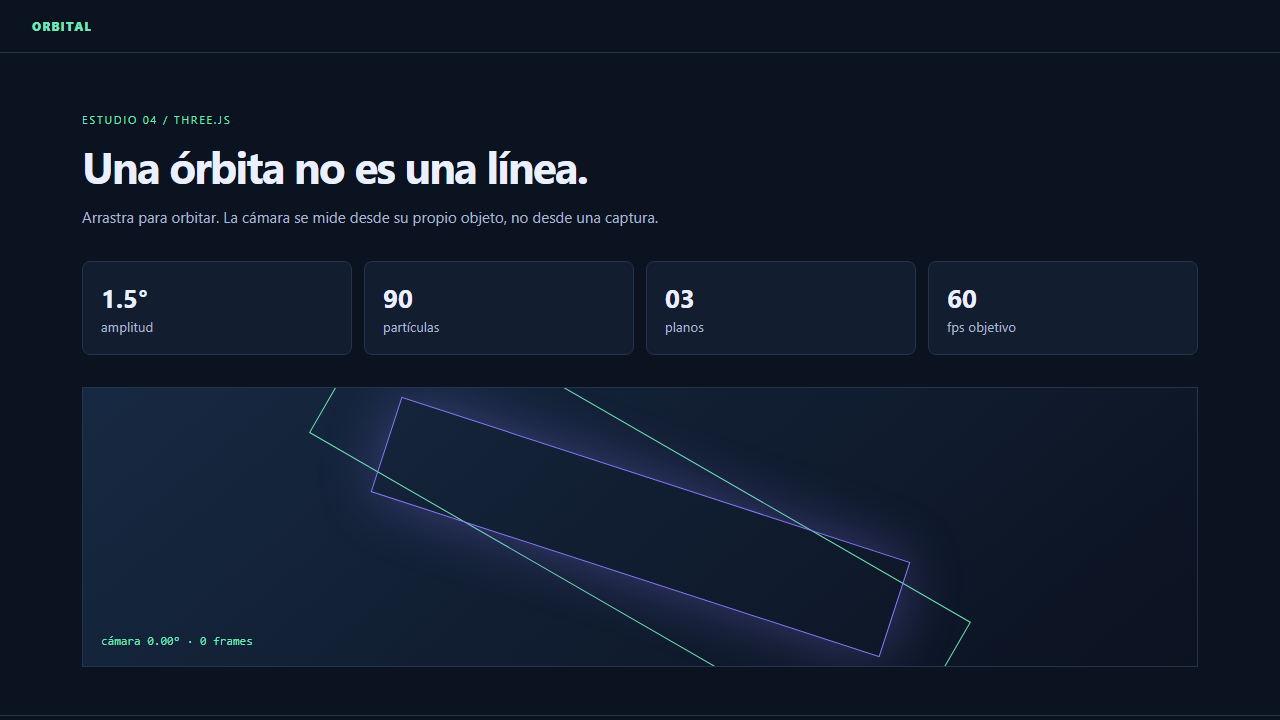 ORBITAL
ESTUDIO 04 / THREE.JS
Una órbita no es una línea.
Arrastra para orbitar. La cámara se mide desde su propio objeto, no desde una captura.
1.5°
amplitud
90
partículas
03
planos
60
fps objetivo
cámara 0.00° · 0 frames